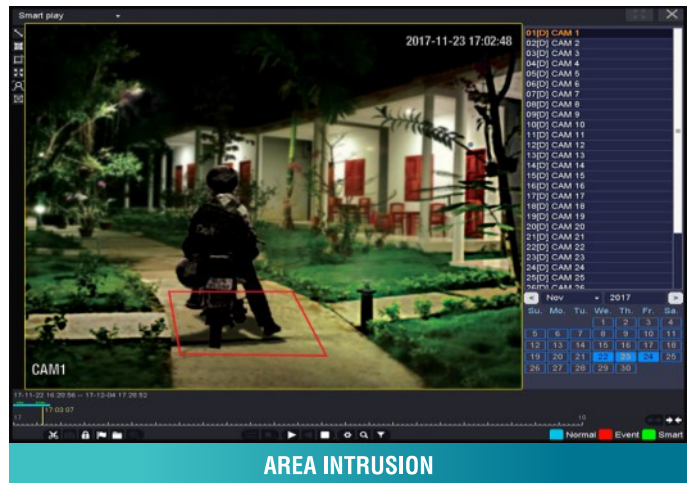 Smart play
2017-11-23 17:02:48
01[D] CAM 1
02[D] CAM 2
03[D] CAM 3
04[D] CAM 4
05[D] CAM 5
06[D] CAM 6
07[D] CAM 7
08[D] CAM 8
09[D] CAM 9
10[D] CAM 10
11[D] CAM 11
12[D] CAM 12
13[D] CAM 13
14[D] CAM 14
15[D] CAM 15
16[D] CAM 16
17[D] CAM 17
18[D] CAM 18
19[D] CAM 19
20[D] CAM 20
21[D] CAM 21
22[D] CAM 22
23[D] CAM 23
24[D] CAM 24
25[D] CAM 25
26[D] CAM 26
< Nov 2017 >
Su. Mo. Tu. We. Th. Fr. Sa.
1 2 3 4
5 6 7 8 9 10 11
12 13 14 15 16 17 18
19 20 21 22 23 24 25
26 27 28 29 30
CAM1
17-11-22 16:29:56 -- 17-12-04 17:28:52
17:03:07
17
Normal Event Smart
AREA INTRUSION